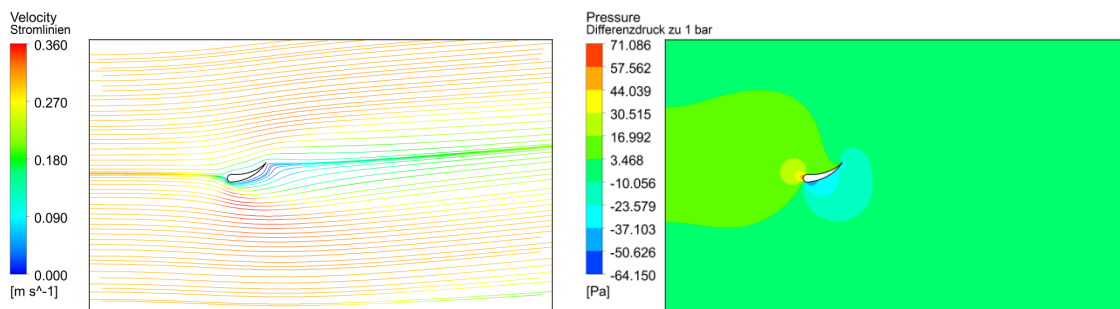 Velocity
Stromlinien
0.360
0.270
0.180
0.090
0.000
[m s^-1]
Pressure
Differenzdruck zu 1 bar
71.086
57.562
44.039
30.515
16.992
3.468
-10.056
-23.579
-37.103
-50.626
-64.150
[Pa]